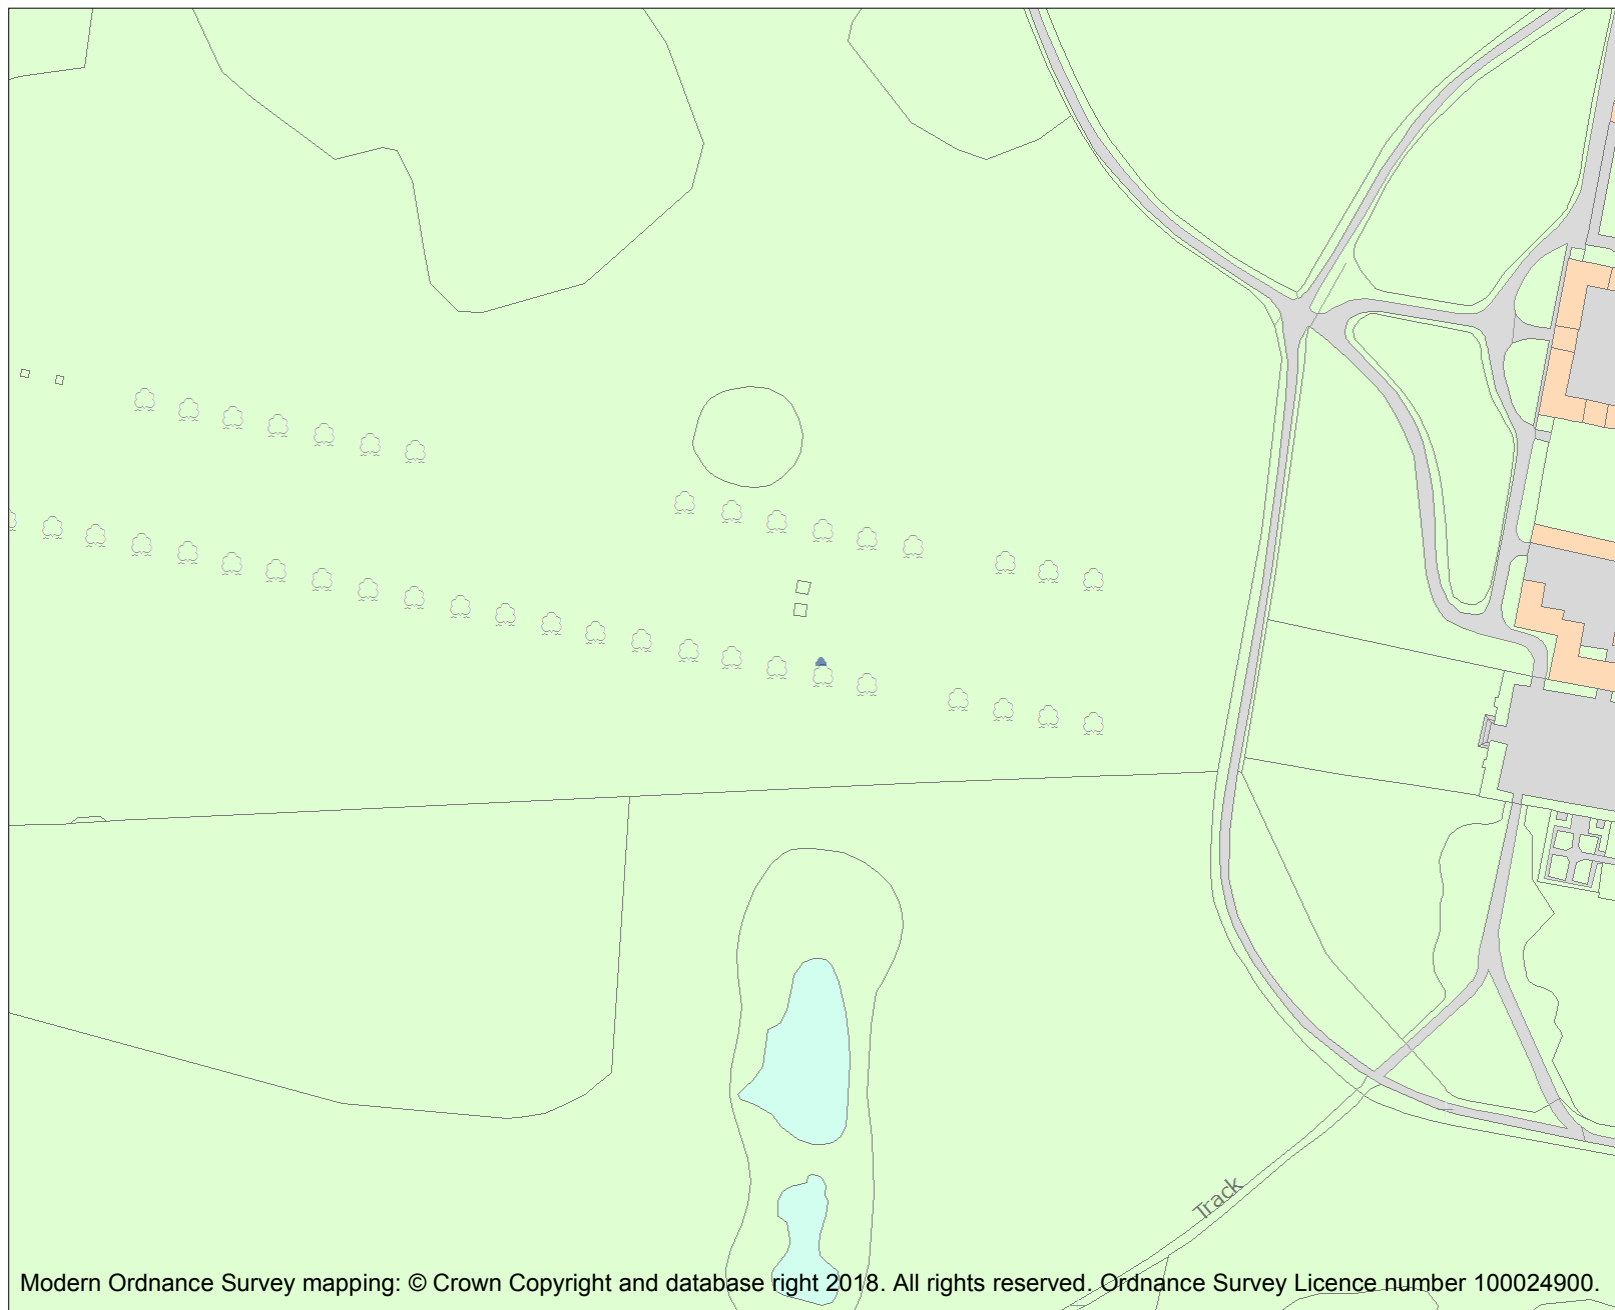 Track
Modern Ordnance Survey mapping: © Crown Copyright and database right 2018. All rights reserved. Ordnance Survey Licence number 100024900.